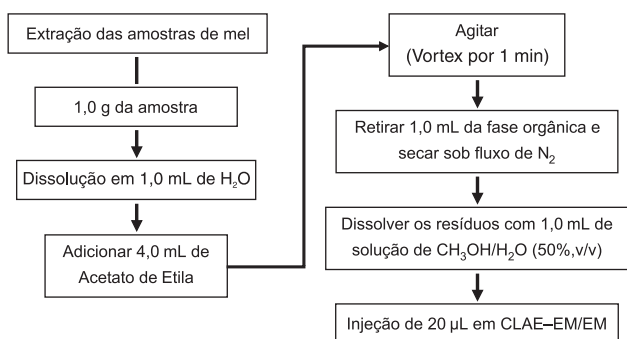 Extração das amostras de mel
1,0 g da amostra
Dissolução em 1,0 mL de H₂O
Adicionar 4,0 mL de
Acetato de Etila
Agitar
(Vortex por 1 min)
Retirar 1,0 mL da fase orgânica e
secar sob fluxo de N₂
Dissolver os resíduos com 1,0 mL de
solução de CH₃OH/H₂O (50%,v/v)
Injeção de 20 µL em CLAE–EM/EM